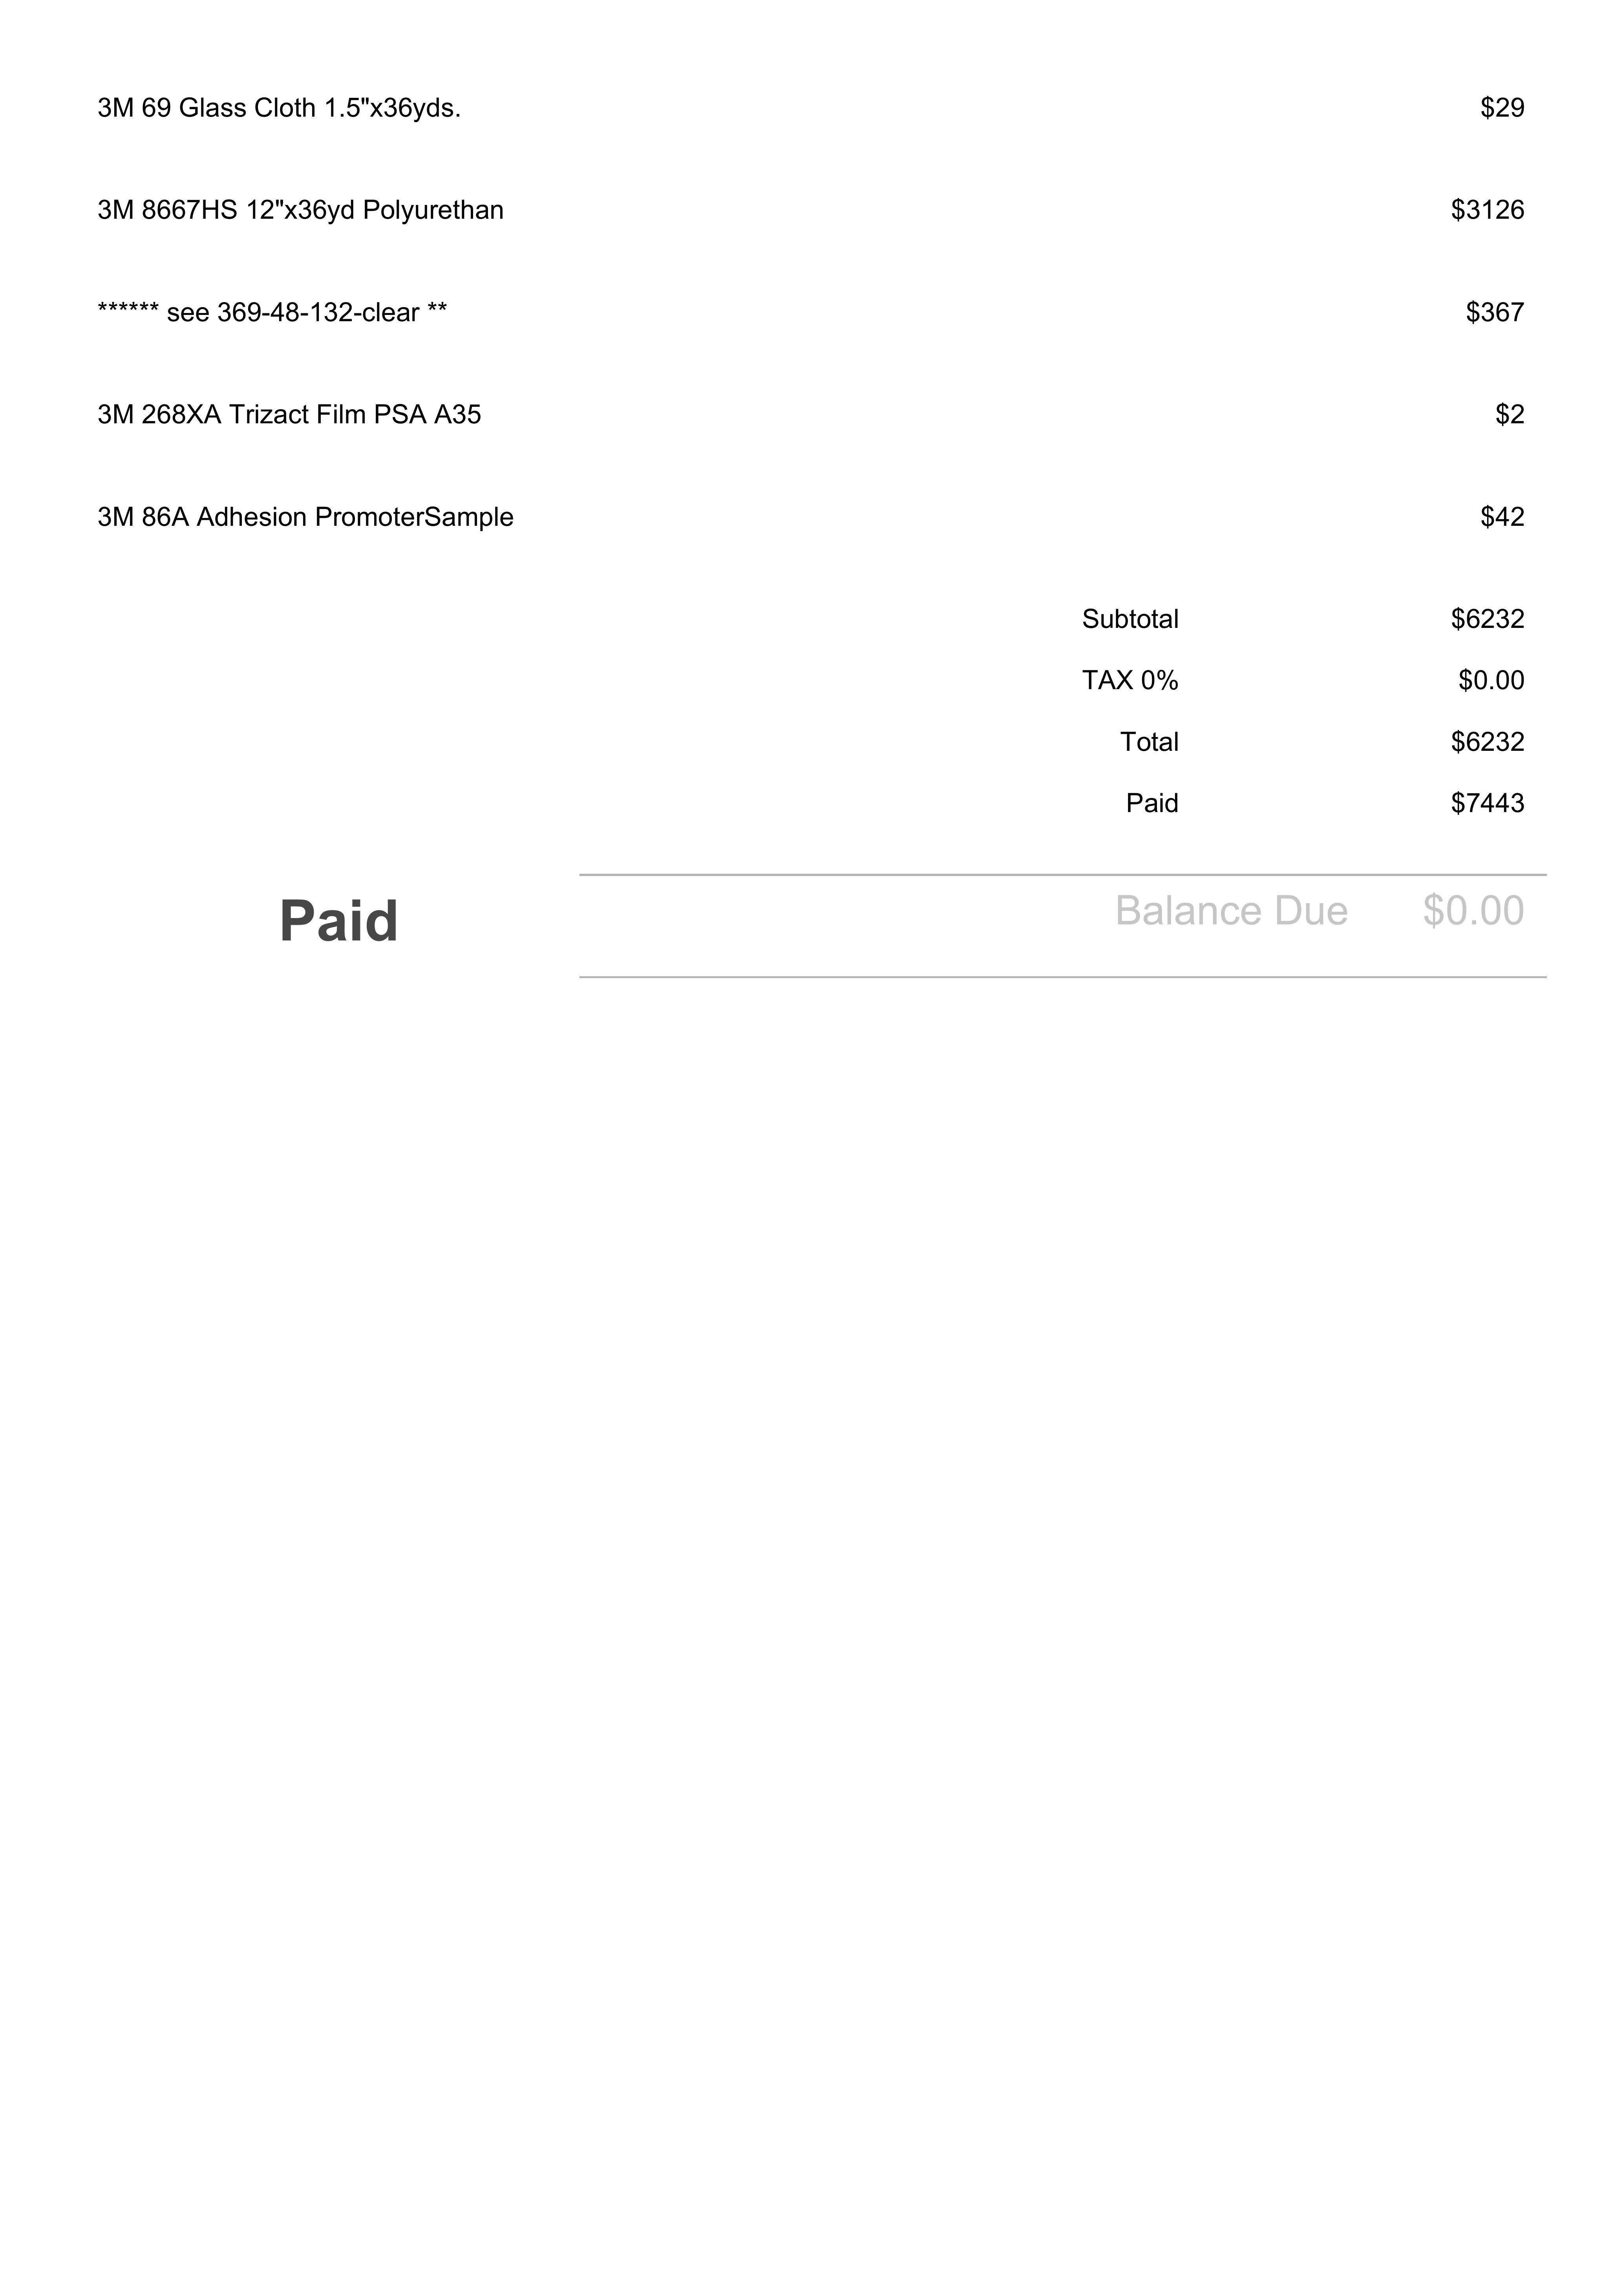 3M 69 Glass Cloth 1.5"x36yds. $29
3M 8667HS 12"x36yd Polyurethan $3126
****** see 369-48-132-clear ** $367
3M 268XA Trizact Film PSA A35 $2
3M 86A Adhesion PromoterSample $42
Subtotal $6232
TAX 0% $0.00
Total $6232
Paid $7443
Paid Balance Due $0.00